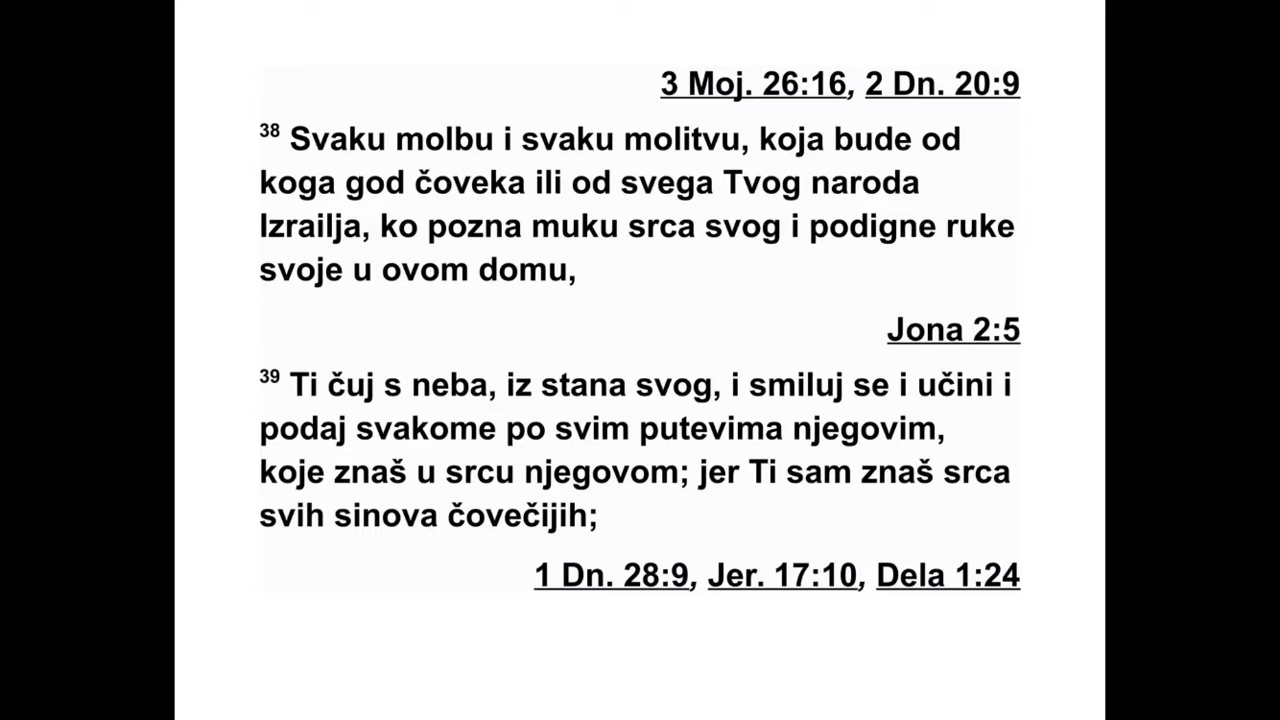 3 Moj. 26:16, 2 Dn. 20:9
38 Svaku molbu i svaku molitvu, koja bude od
koga god čoveka ili od svega Tvog naroda
Izrailja, ko pozna muku srca svog i podigne ruke
svoje u ovom domu,
Jona 2:5
39 Ti čuj s neba, iz stana svog, i smiluj se i učini i
podaj svakome po svim putevima njegovim,
koje znaš u srcu njegovom; jer Ti sam znaš srca
svih sinova čovečijih;
1 Dn. 28:9, Jer. 17:10, Dela 1:24